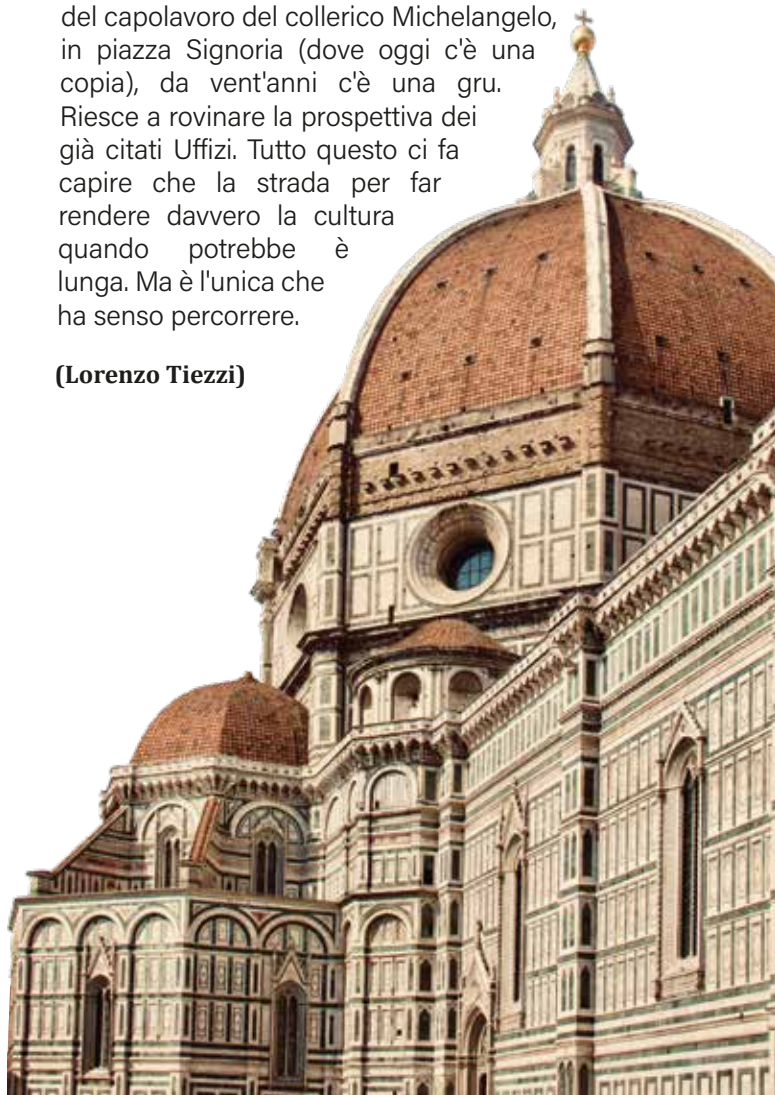 del capolavoro del collerico Michelangelo,
in piazza Signoria (dove oggi c'è una
copia), da vent'anni c'è una gru.
Riesce a rovinare la prospettiva dei
già citati Uffizi. Tutto questo ci fa
capire che la strada per far
rendere davvero la cultura
quando potrebbe è
lunga. Ma è l'unica che
ha senso percorrere.
(Lorenzo Tiezzi)